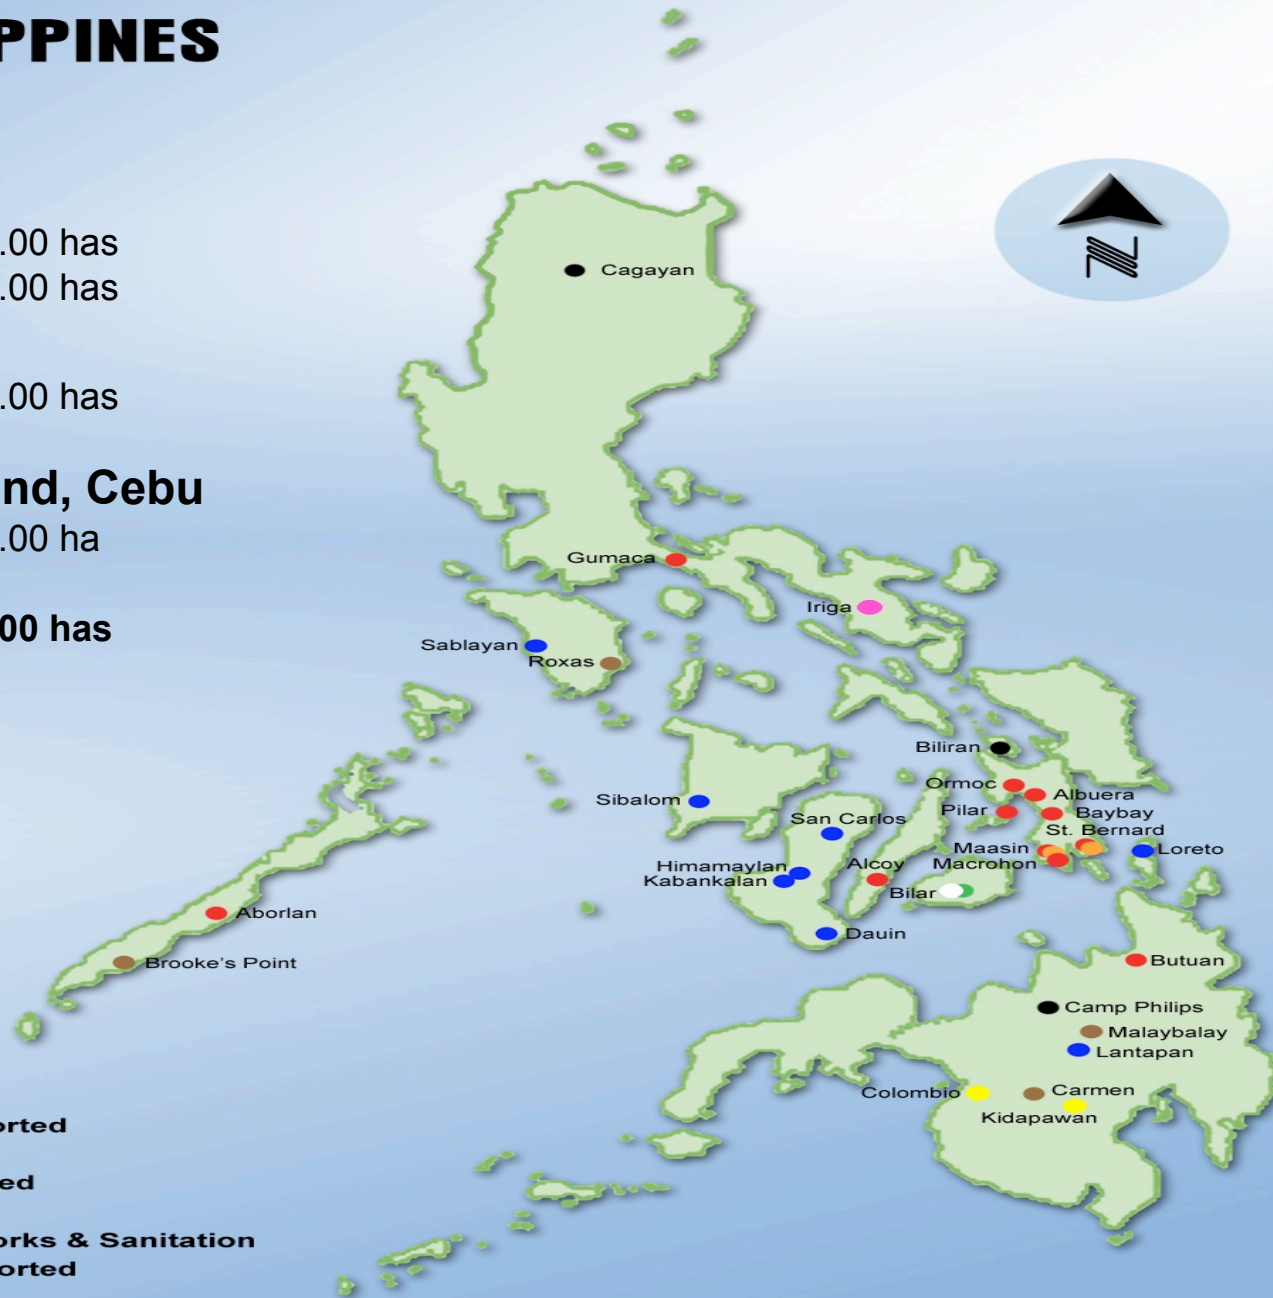 PPINES
.00 has
.00 has
.00 has
nd, Cebu
.00 ha
00 has
N
Cagayan
Gumaca
Iriga
Sablayan
Roxas
Biliran
Ormoc
Albuera
Sibalom
Pilar
Baybay
San Carlos
St. Bernard
Maasin
Loreto
Himamaylan
Alcoy
Macrohon
Kabankalan
Bilar
Aborlan
Dauin
Brooke's Point
Butuan
Camp Philips
Malaybalay
Lantapan
Colombio
Carmen
Kidapawan
orted
ed
orks & Sanitation
orted